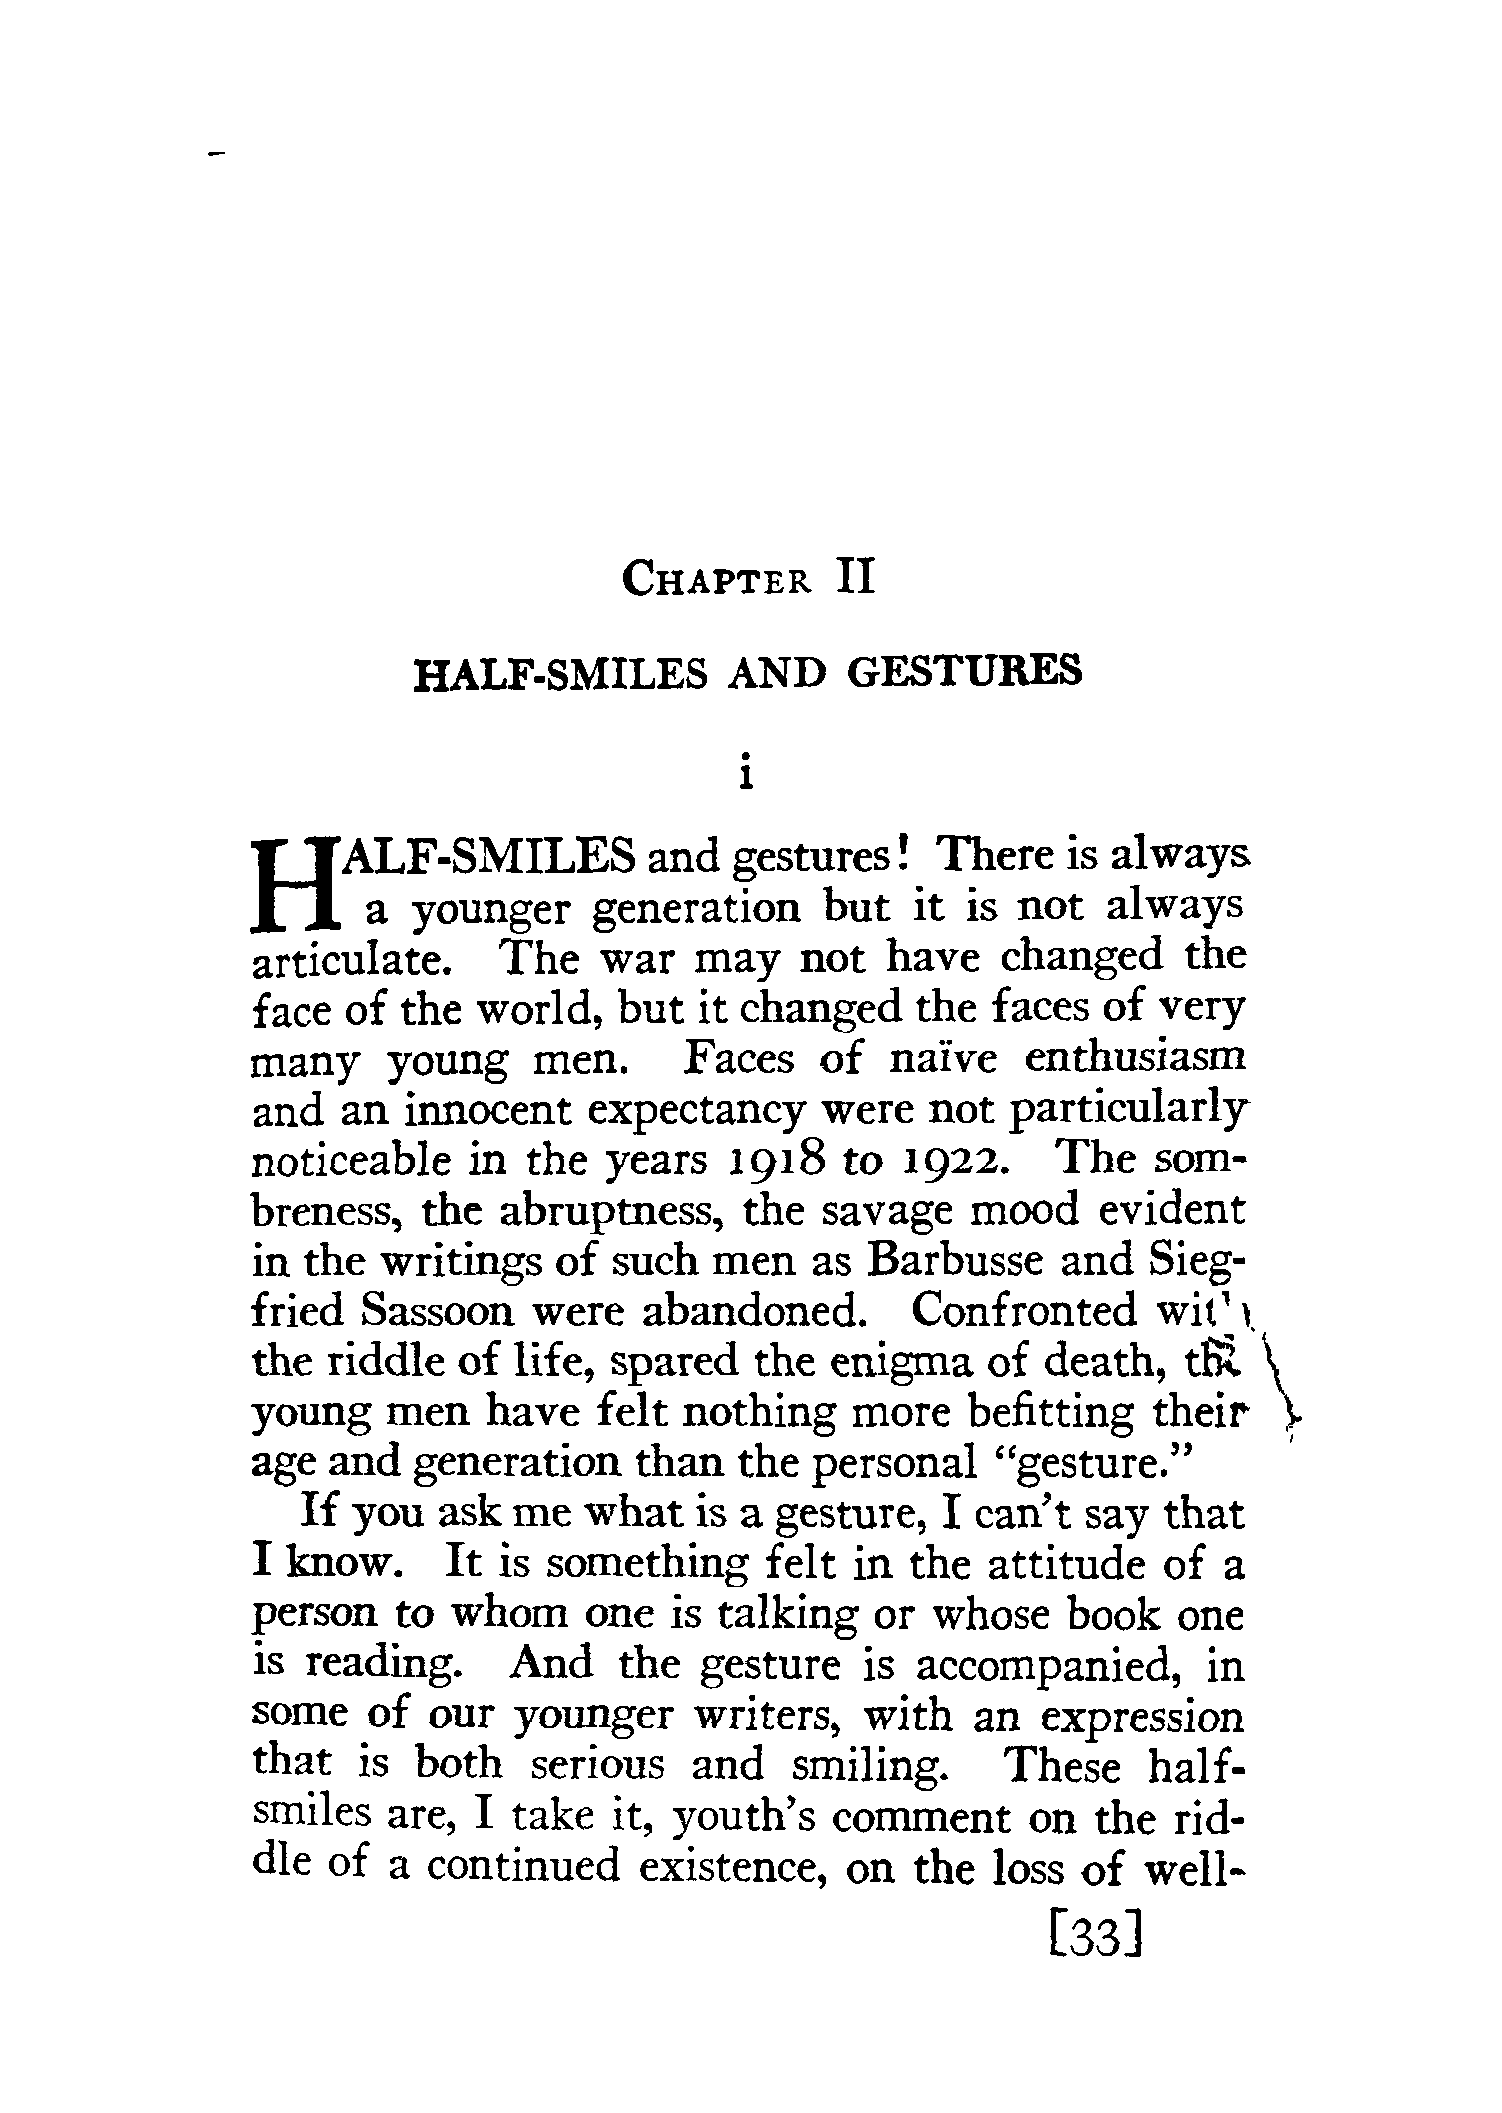 CHAPTER II
HALF-SMILES AND GESTURES
i
HALF-SMILES and gestures! There is always
a younger generation but it is not always
articulate. The war may not have changed the
face of the world, but it changed the faces of very
many young men. Faces of naïve enthusiasm
and an innocent expectancy were not particularly
noticeable in the years 1918 to 1922. The som-
breness, the abruptness, the savage mood evident
in the writings of such men as Barbusse and Sieg-
fried Sassoon were abandoned. Confronted with
the riddle of life, spared the enigma of death,
young men have felt nothing more befitting their
age and generation than the personal “gesture.”
If you ask me what is a gesture, I can’t say that
I know. It is something felt in the attitude of a
person to whom one is talking or whose book one
is reading. And the gesture is accompanied, in
some of our younger writers, with an expression
that is both serious and smiling. These half-
smiles are, I take it, youth’s comment on the rid-
dle of a continued existence, on the loss of well-
[33]